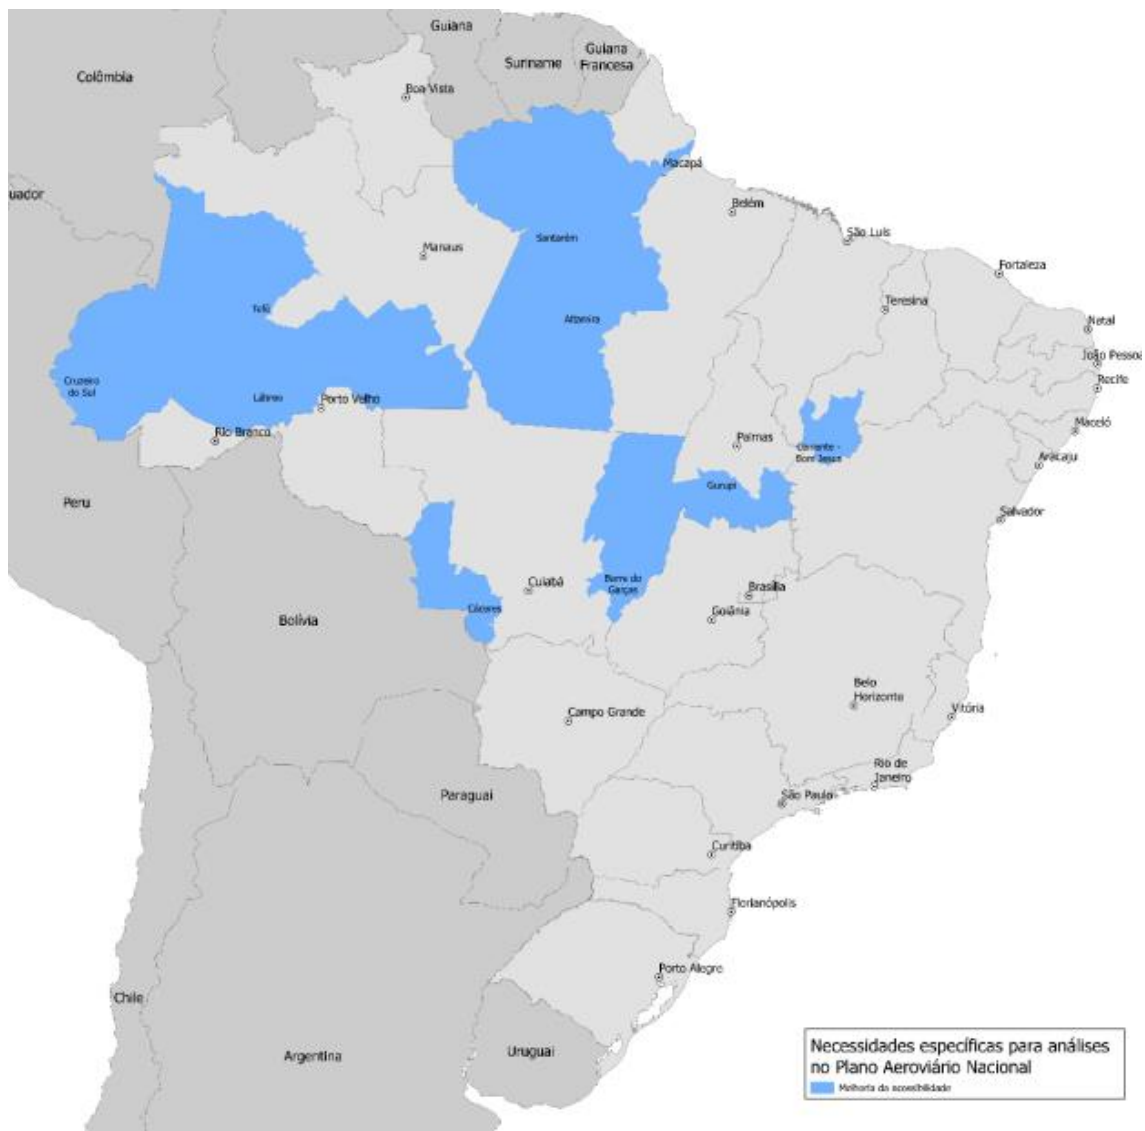 Guiana
Suriname
Guiana
Francesa
Colômbia
Boa Vista
Macapá
uador
Belém
São Luís
Santarém
Manaus
Fortaleza
Teresina
Tefé
Altamira
Natal
João Pessoa
Recife
Cruzeiro
do Sul
Lábrea
Porto Velho
Maceió
Rio Branco
Palmas
Bom Jesus
Aracaju
Gurupi
Peru
Salvador
Cuiabá
Barra do
Garças
Brasília
Cáceres
Goiânia
Bolívia
Belo
Horizonte
Campo Grande
Vitória
Rio de
Janeiro
Paraguai
São Paulo
Curitiba
Florianópolis
Porto Alegre
Chile
Argentina
Uruguai
Necessidades específicas para análises
no Plano Aeroviário Nacional
Melhoria da acessibilidade